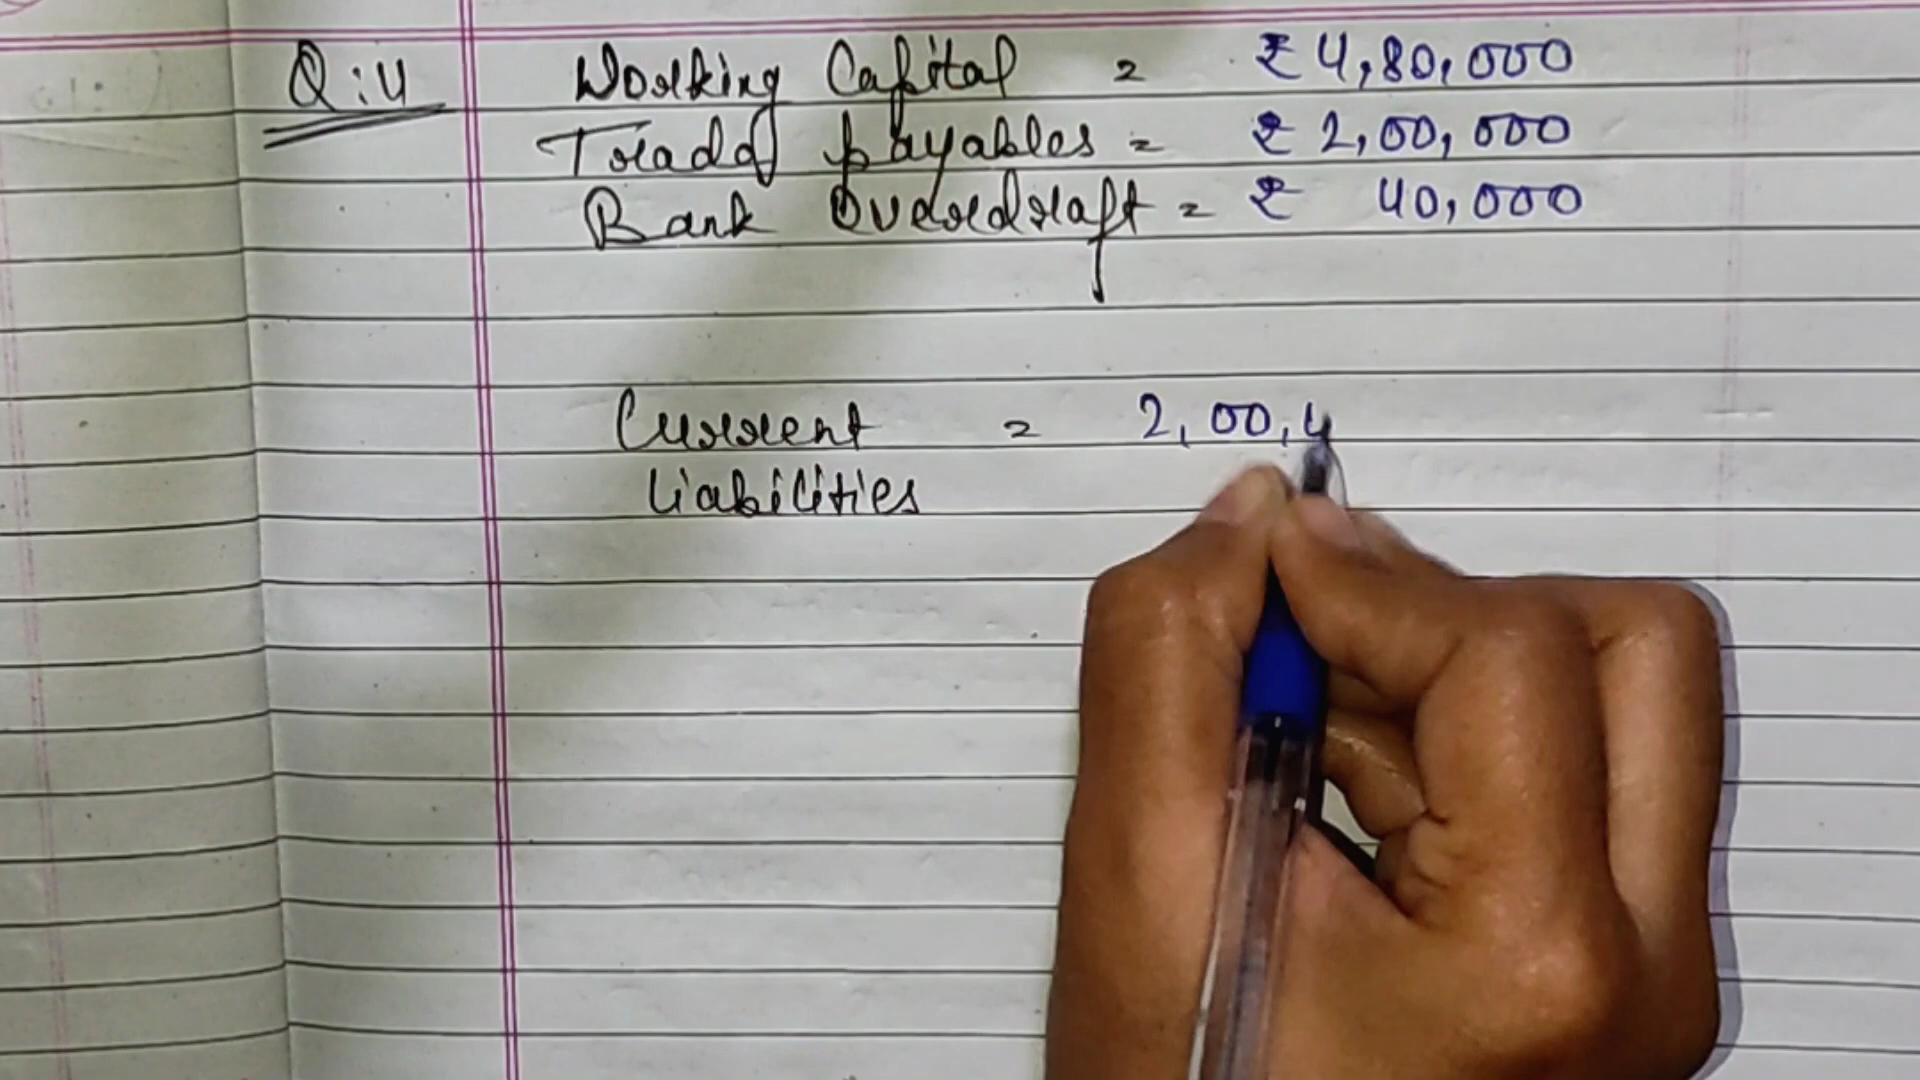 Q:4 Working Capital = ₹ 4,80,000
Trade payables = ₹ 2,00,000
Bank Overdraft = ₹ 40,000
Current = 2,00,4
liabilities